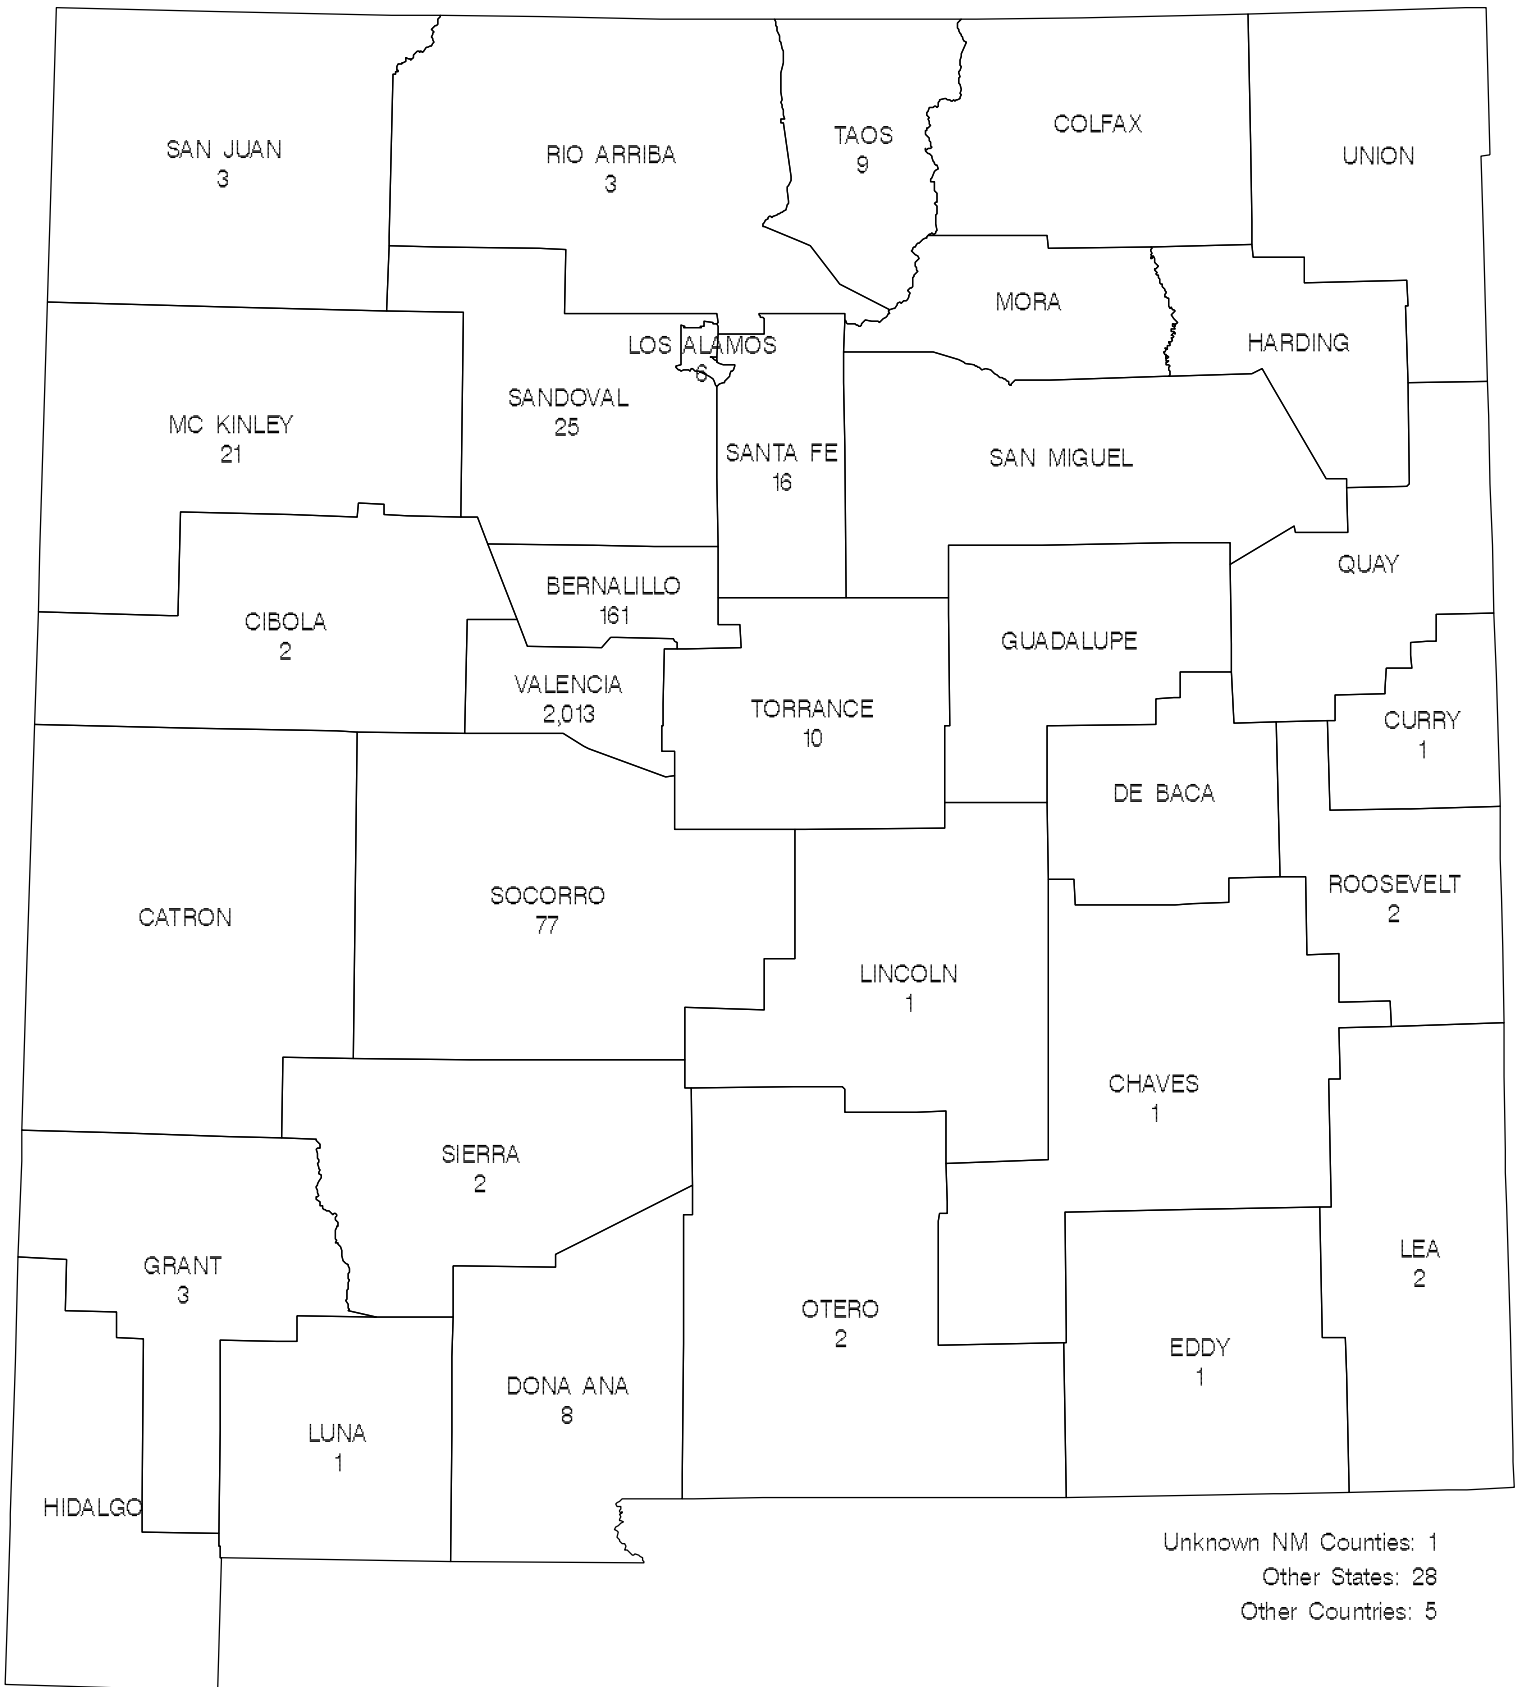 SAN JUAN
3
RIO ARRIBA
3
TAOS
9
COLFAX
UNION
MORA
HARDING
LOS ALAMOS
6
SANDOVAL
25
MC KINLEY
21
SANTA FE
16
SAN MIGUEL
QUAY
BERNALILLO
161
CIBOLA
2
GUADALUPE
VALENCIA
2,013
TORRANCE
10
CURRY
1
DE BACA
ROOSEVELT
2
SOCORRO
77
CATRON
LINCOLN
1
CHAVES
1
SIERRA
2
LEA
2
GRANT
3
OTERO
2
EDDY
1
DONA ANA
8
LUNA
1
HIDALGO
Unknown NM Counties: 1
Other States: 28
Other Countries: 5